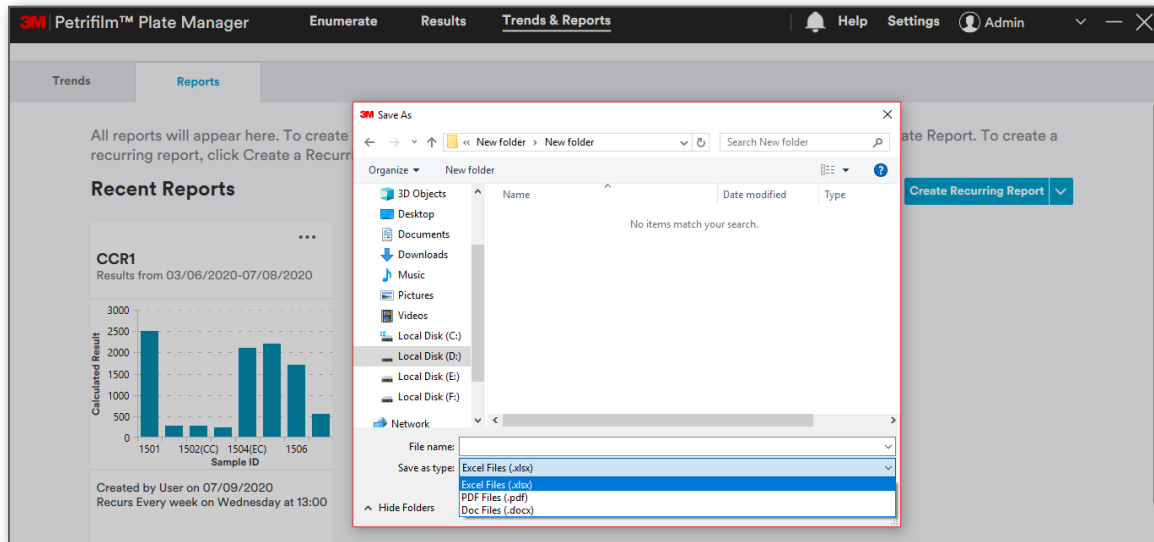 3M Petrifilm™ Plate Manager Enumerate Results Trends & Reports Help Settings Admin
Trends Reports
All reports will appear here. To create
ate Report. To create a
recurring report, click Create a Recurri
Recent Reports
Create Recurring Report
CCR1
Results from 03/06/2020-07/08/2020
3000
2500
2000
1500
1000
500
0
Calculated Result
1501 1502(CC) 1504(EC) 1506
Sample ID
Created by User on 07/09/2020
Recurs Every week on Wednesday at 13:00
3M Save As
« New folder › New folder
Search New folder
Organize New folder
?
3D Objects
Desktop
Documents
Downloads
Music
Pictures
Videos
Local Disk (C:)
Local Disk (D:)
Local Disk (E:)
Local Disk (F:)
Network
Name Date modified Type
No items match your search.
File name:
Save as type: Excel Files (.xlsx)
Excel Files (.xlsx)
PDF Files (.pdf)
Doc Files (.docx)
Hide Folders